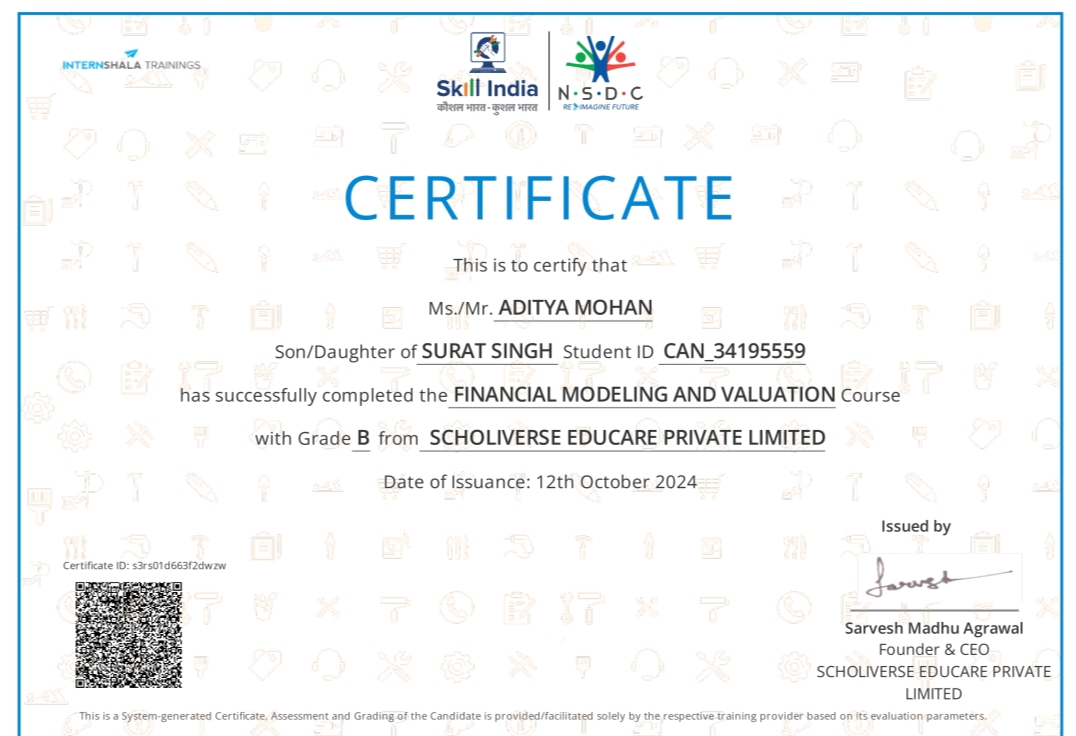 INTERNSHALA TRAININGS
Skill India
कौशल भारत - कुशल भारत
N·S·D·C
RE IMAGINE FUTURE
CERTIFICATE
This is to certify that
Ms./Mr. ADITYA MOHAN
Son/Daughter of SURAT SINGH Student ID CAN_34195559
has successfully completed the FINANCIAL MODELING AND VALUATION Course
with Grade B from SCHOLIVERSE EDUCARE PRIVATE LIMITED
Date of Issuance: 12th October 2024
Issued by
Certificate ID: s3rs01d663f2dwzw
Sarvesh
Sarvesh Madhu Agrawal
Founder & CEO
SCHOLIVERSE EDUCARE PRIVATE
LIMITED
This is a System-generated Certificate. Assessment and Grading of the Candidate is provided/facilitated solely by the respective training provider based on its evaluation parameters.